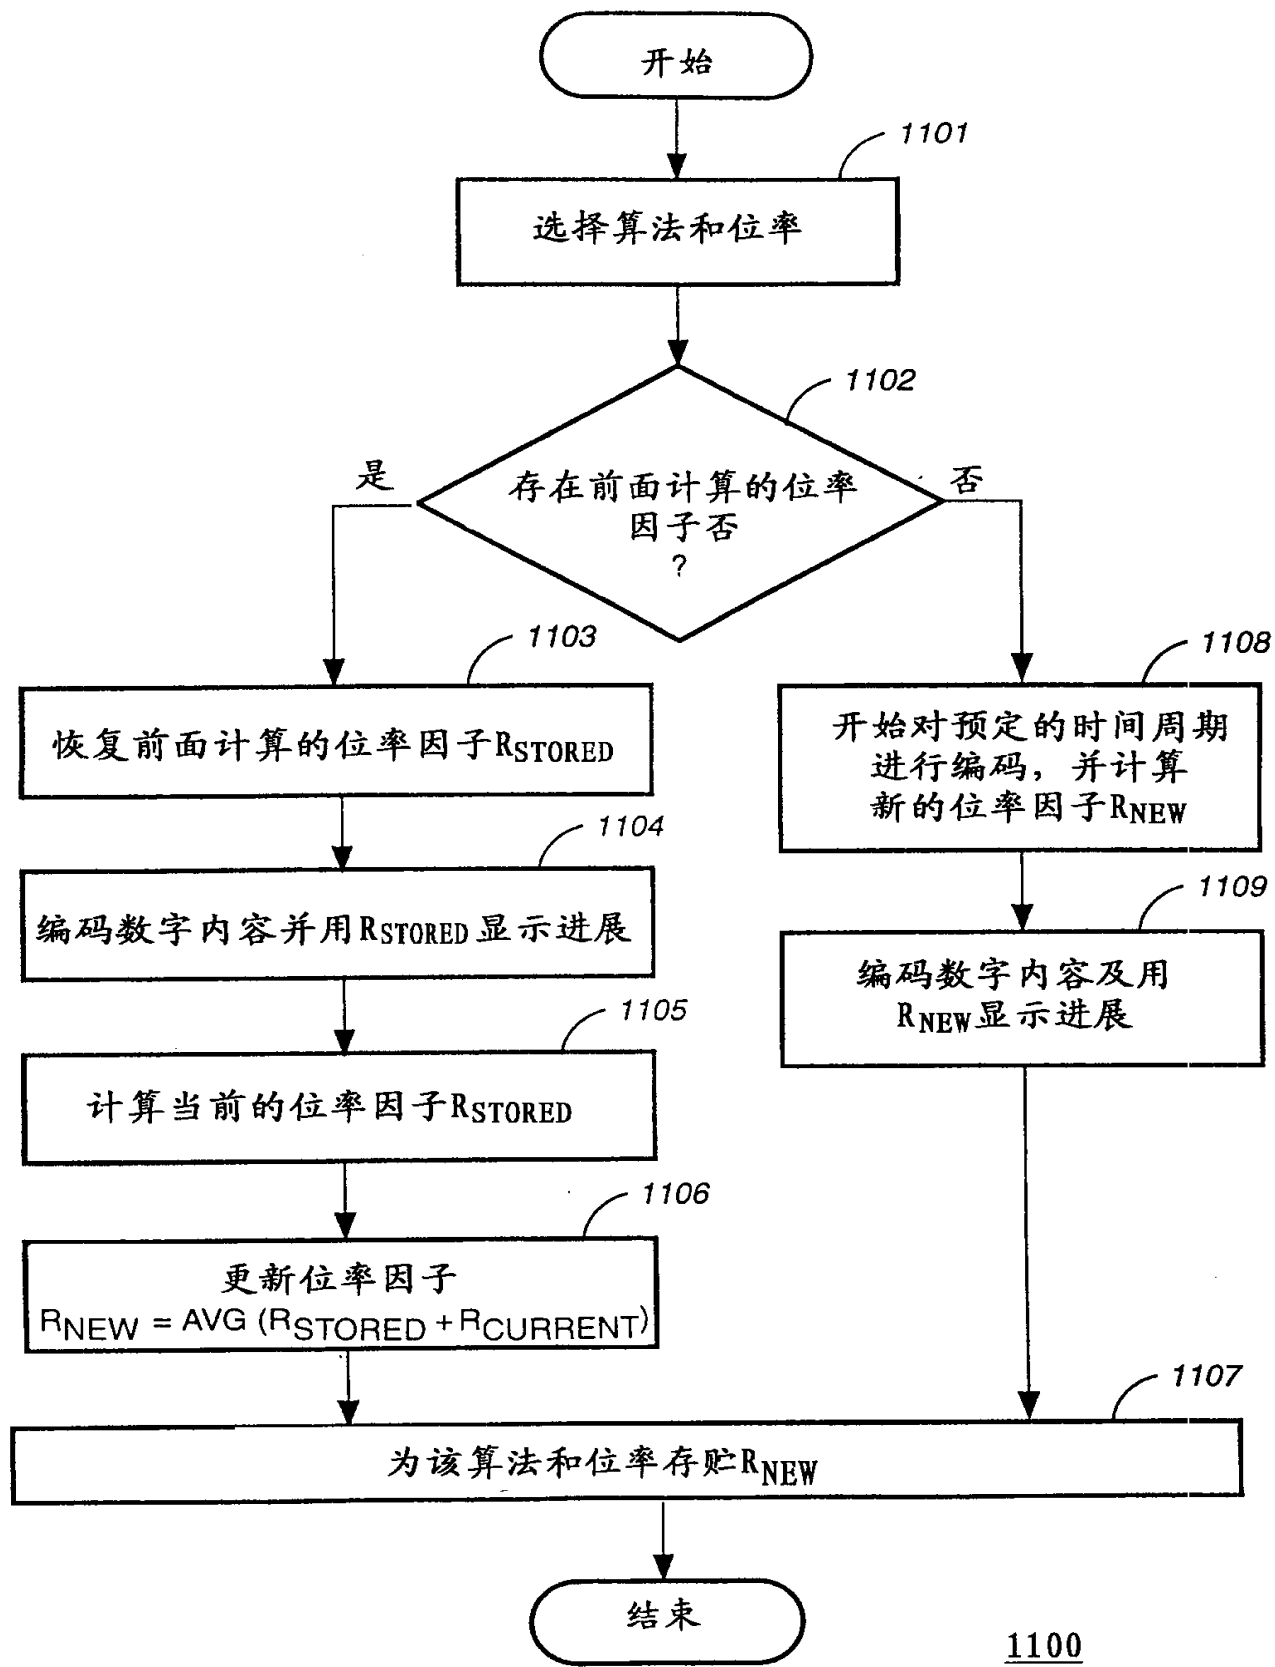 开始
1101
选择算法和位率
1102
是
否
存在前面计算的位率
因子否
?
1103
恢复前面计算的位率因子RSTORED
1108
开始对预定的时间周期
进行编码，并计算
新的位率因子RNEW
1104
编码数字内容并用RSTORED显示进展
1109
编码数字内容及用
RNEW显示进展
1105
计算当前的位率因子RSTORED
1106
更新位率因子
RNEW = AVG (RSTORED + RCURRENT)
1107
为该算法和位率存贮RNEW
结束
1100